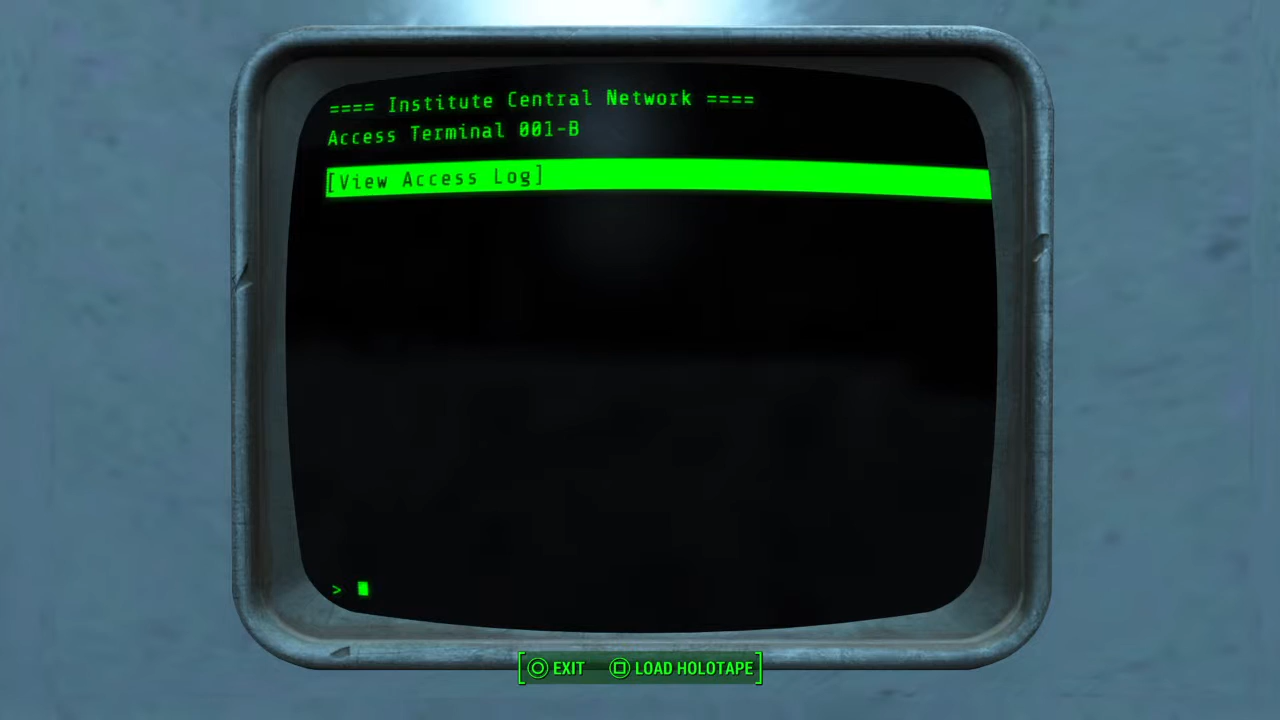 ==== Institute Central Network ====
Access Terminal 001-B
[View Access Log]
>
EXIT LOAD HOLOTAPE